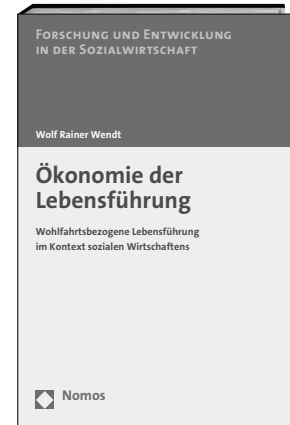 Forschung und Entwicklung
in der Sozialwirtschaft
Wolf Rainer Wendt
Ökonomie der
Lebensführung
Wohlfahrtsbezogene Lebensführung
im Kontext sozialen Wirtschaftens
Nomos